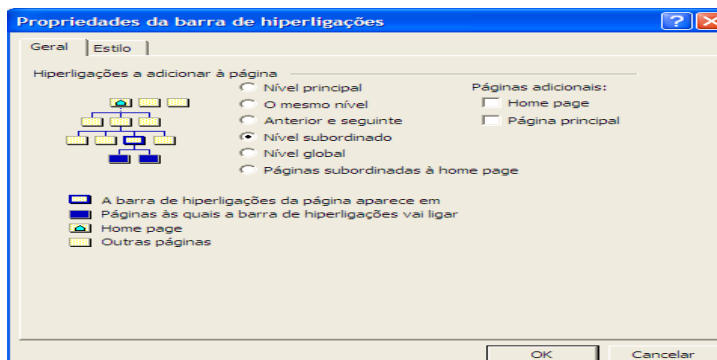 Propriedades da barra de hiperligações
Geral
Estilo
Hiperligações a adicionar à página
Nível principal
O mesmo nível
Anterior e seguinte
Nível subordinado
Nível global
Páginas subordinadas à home page
Páginas adicionais:
Home page
Página principal
A barra de hiperligações da página aparece em
Páginas às quais a barra de hiperligações vai ligar
Home page
Outras páginas
OK
Cancelar